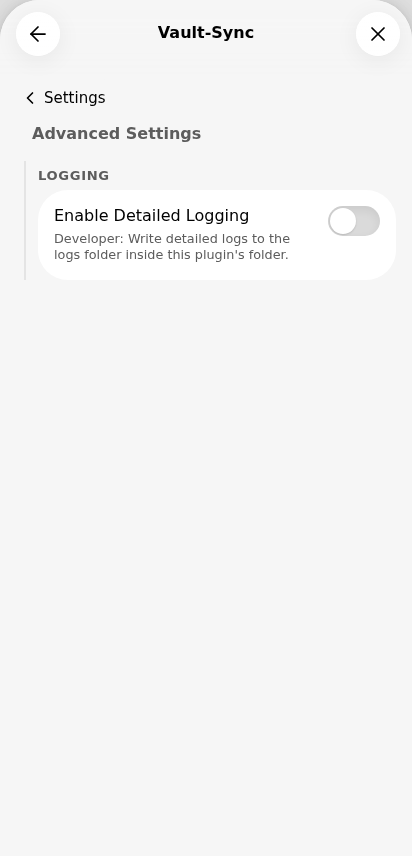 Vault-Sync
Settings
Advanced Settings
LOGGING
Enable Detailed Logging
Developer: Write detailed logs to the
logs folder inside this plugin's folder.